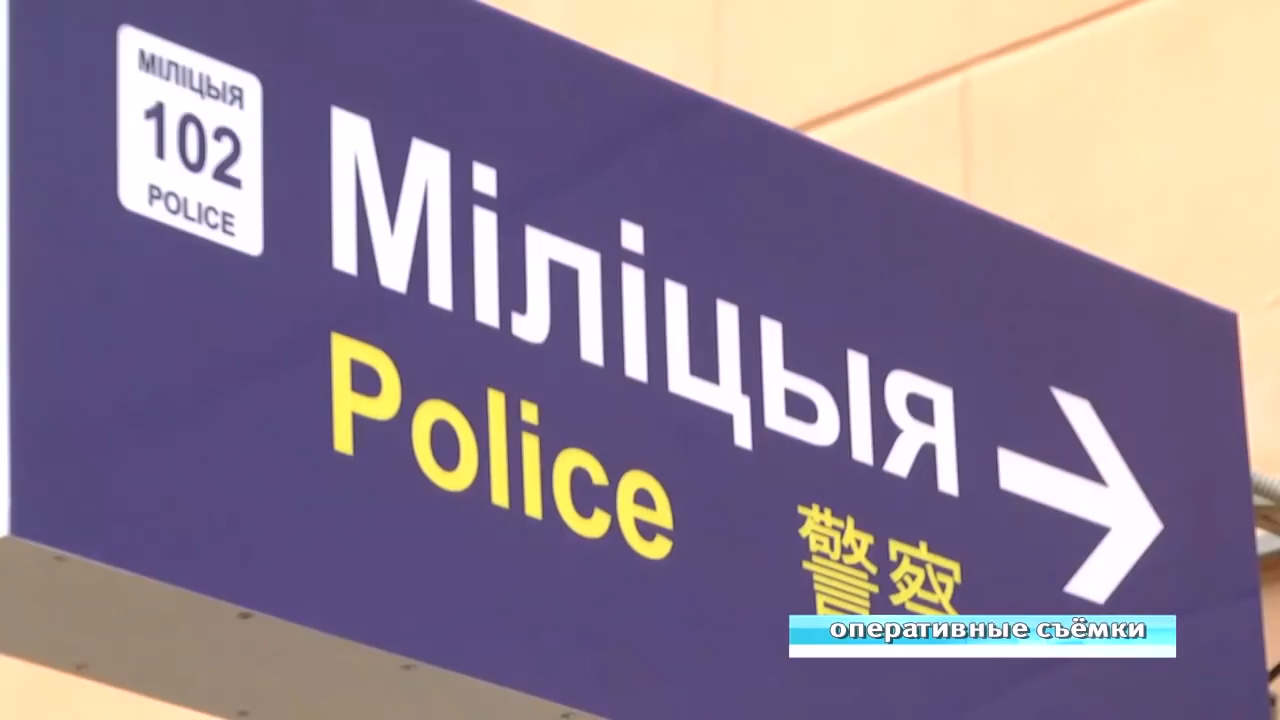 МІЛІЦЫЯ
102
POLICE
Міліцыя
Police
警察
оперативные съёмки